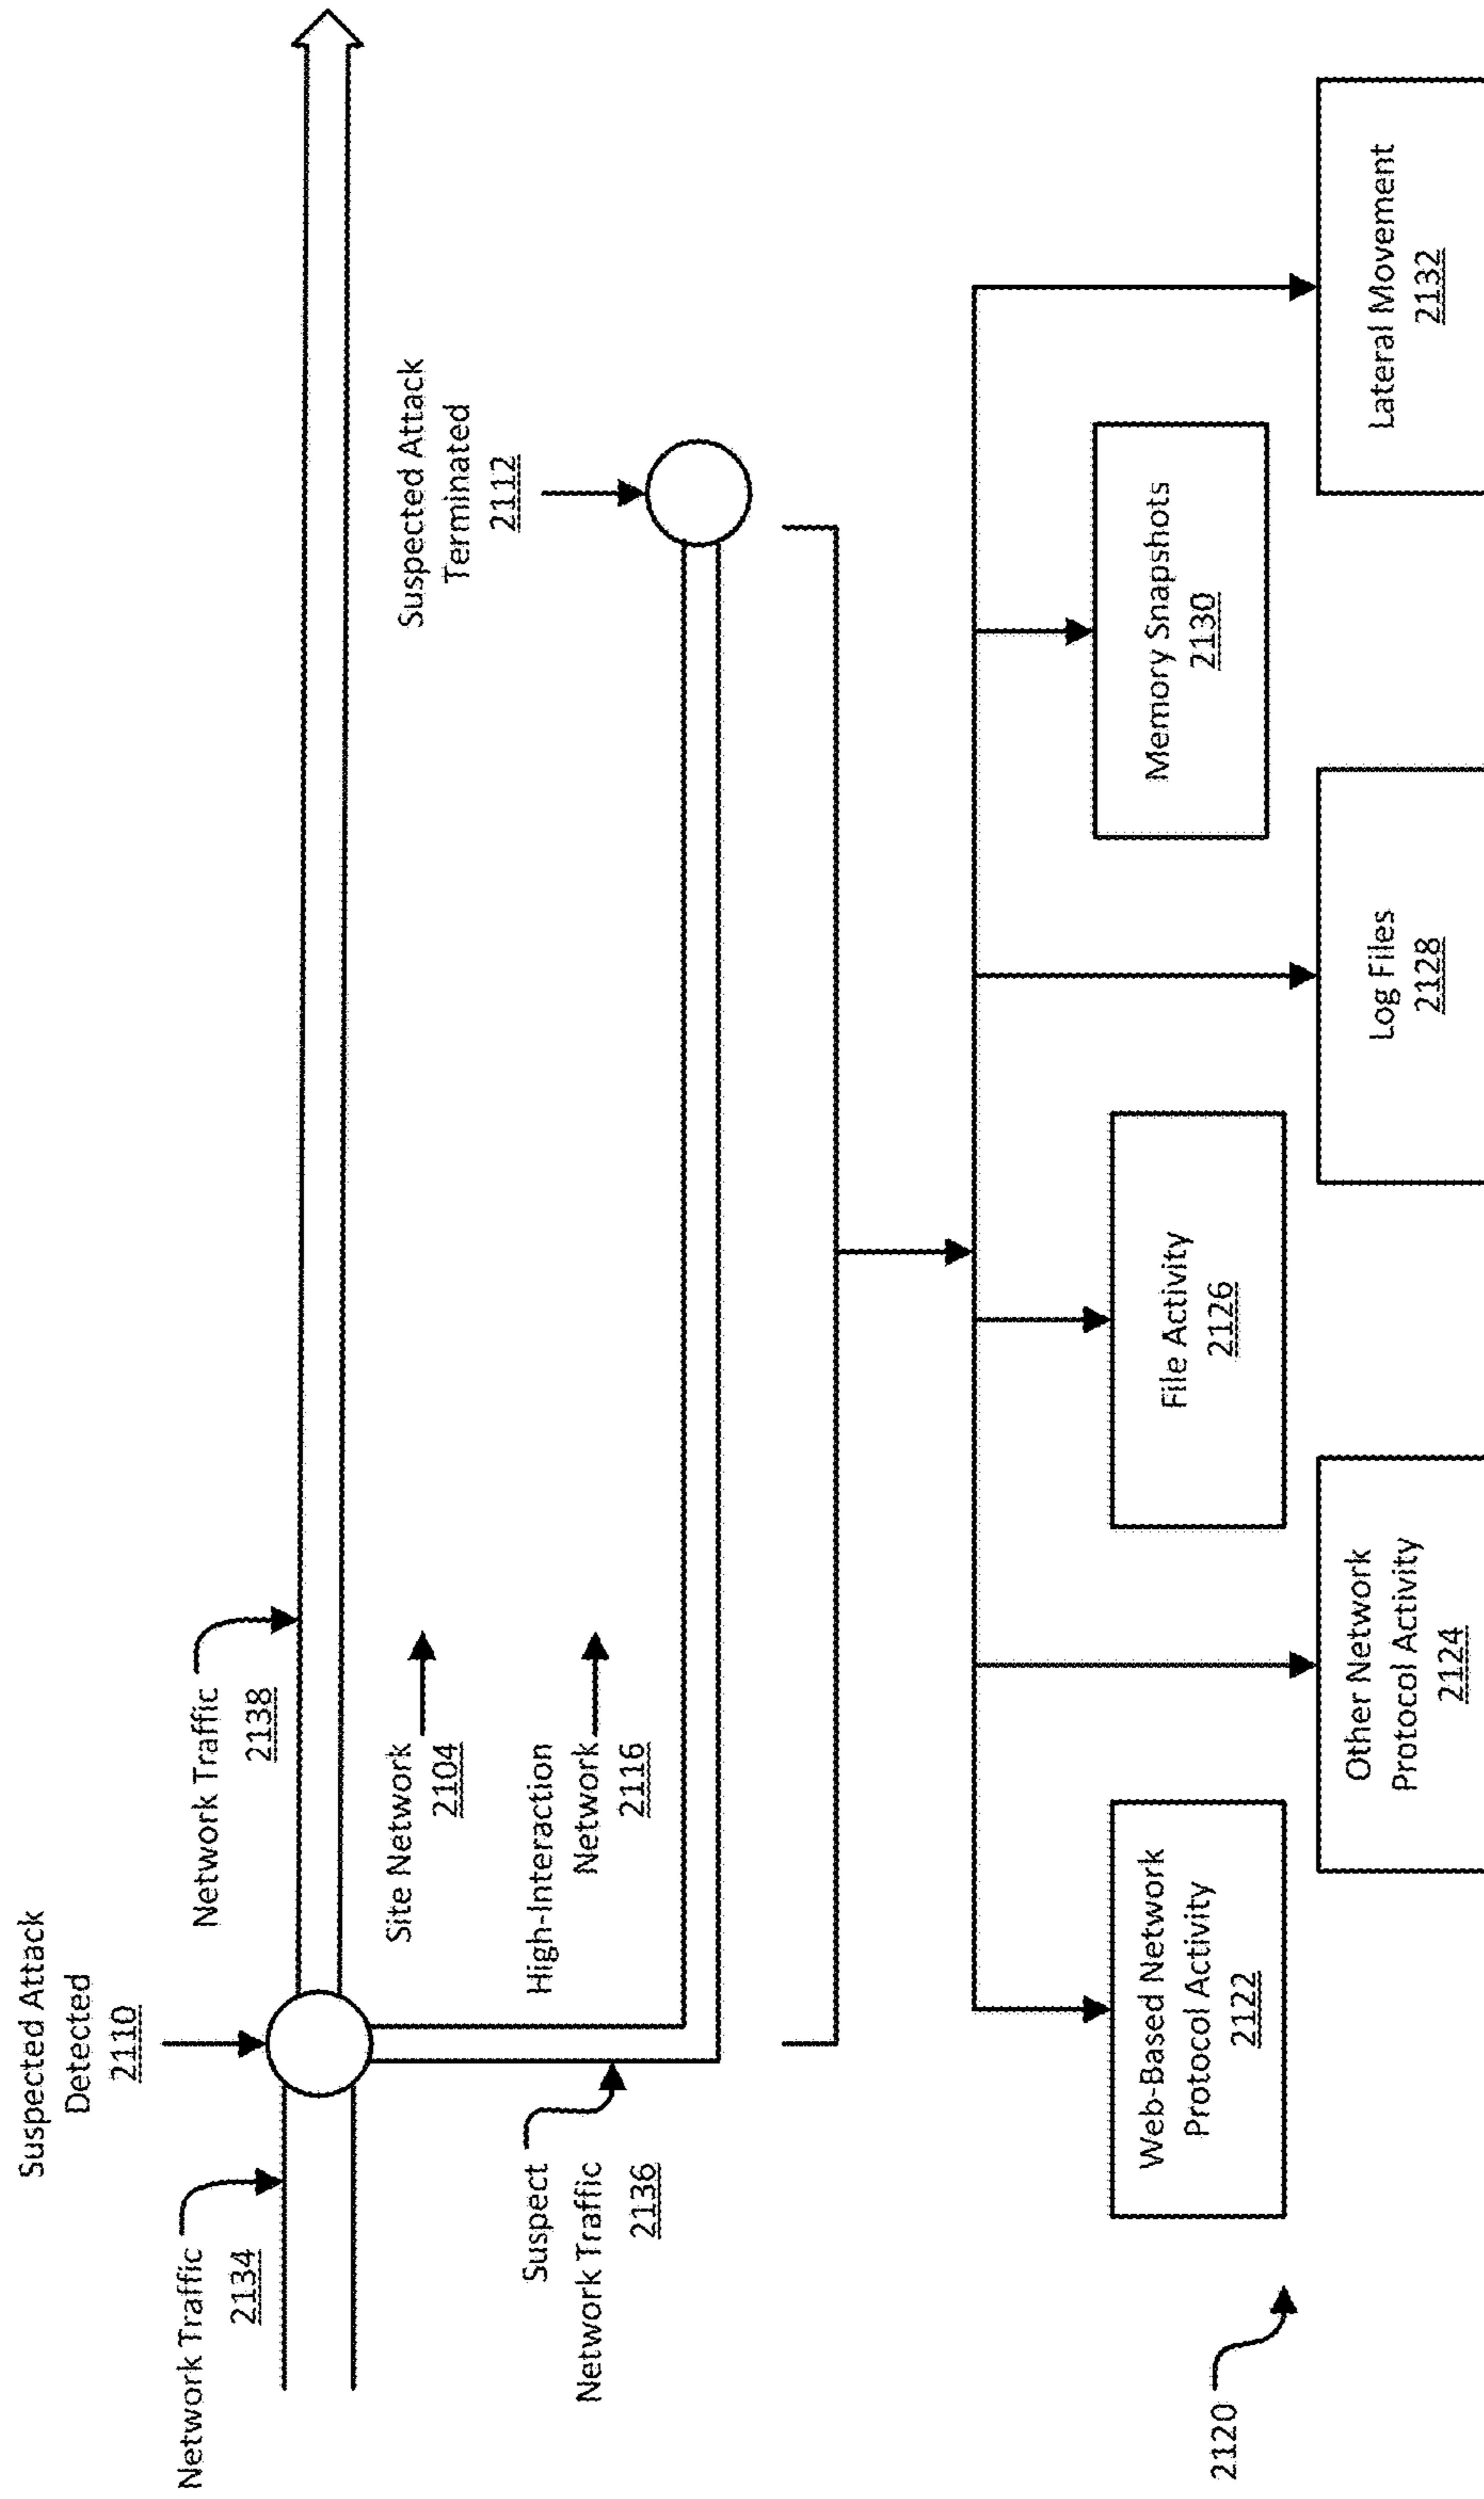 Suspected Attack
Detected
2110
Network Traffic
2134
Network Traffic
2138
Site Network
2104
Suspected Attack
Terminated
2112
High-Interaction
Network
2116
Suspect
Network Traffic
2136
2120
Web-Based Network
Protocol Activity
2122
Other Network
Protocol Activity
2124
File Activity
2126
Log Files
2128
Memory Snapshots
2130
Lateral Movement
2132